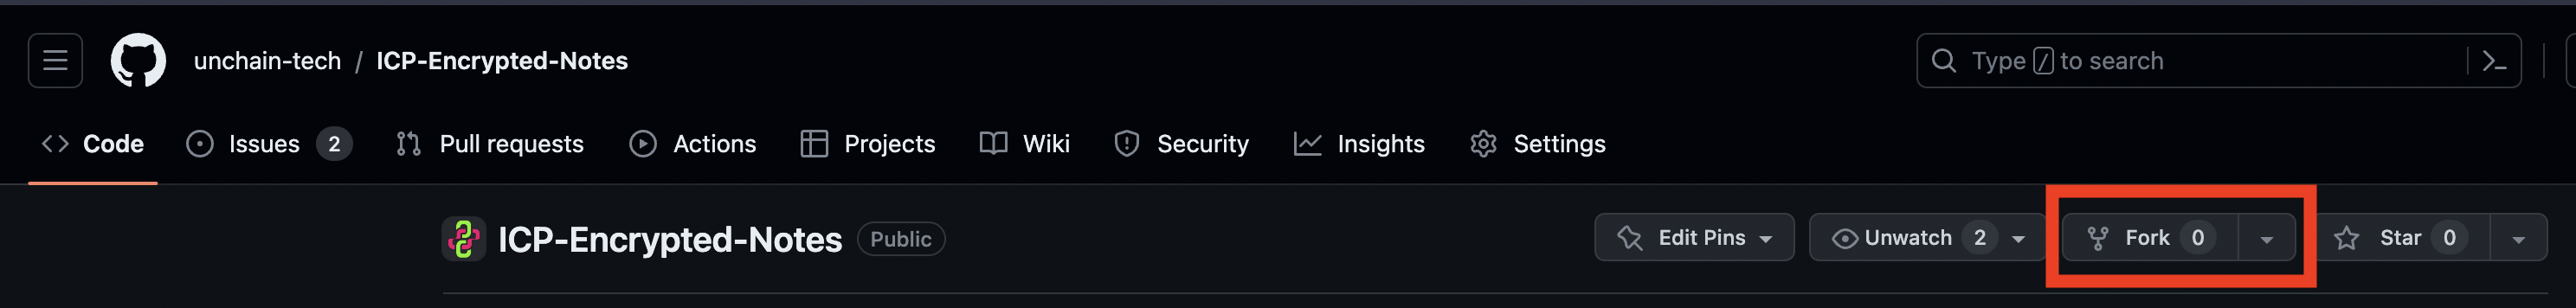 unchain-tech / ICP-Encrypted-Notes
Type / to search
Code Issues 2 Pull requests Actions Projects Wiki Security Insights Settings
ICP-Encrypted-Notes Public
Edit Pins Unwatch 2 Fork 0 Star 0